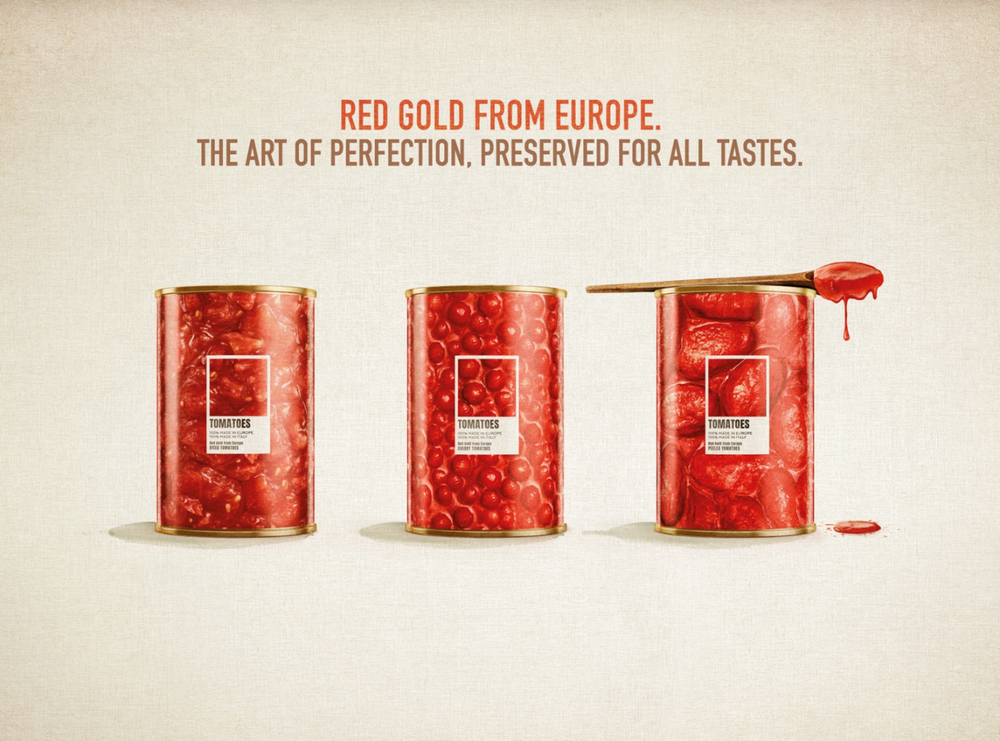 RED GOLD FROM EUROPE.
THE ART OF PERFECTION, PRESERVED FOR ALL TASTES.
TOMATOES
100% MADE IN EUROPE
100% MADE IN ITALY
Red Gold from Europe
DICED TOMATOES
TOMATOES
100% MADE IN EUROPE
100% MADE IN ITALY
Red Gold from Europe
CHERRY TOMATOES
TOMATOES
100% MADE IN EUROPE
100% MADE IN ITALY
Red Gold from Europe
PEELED TOMATOES